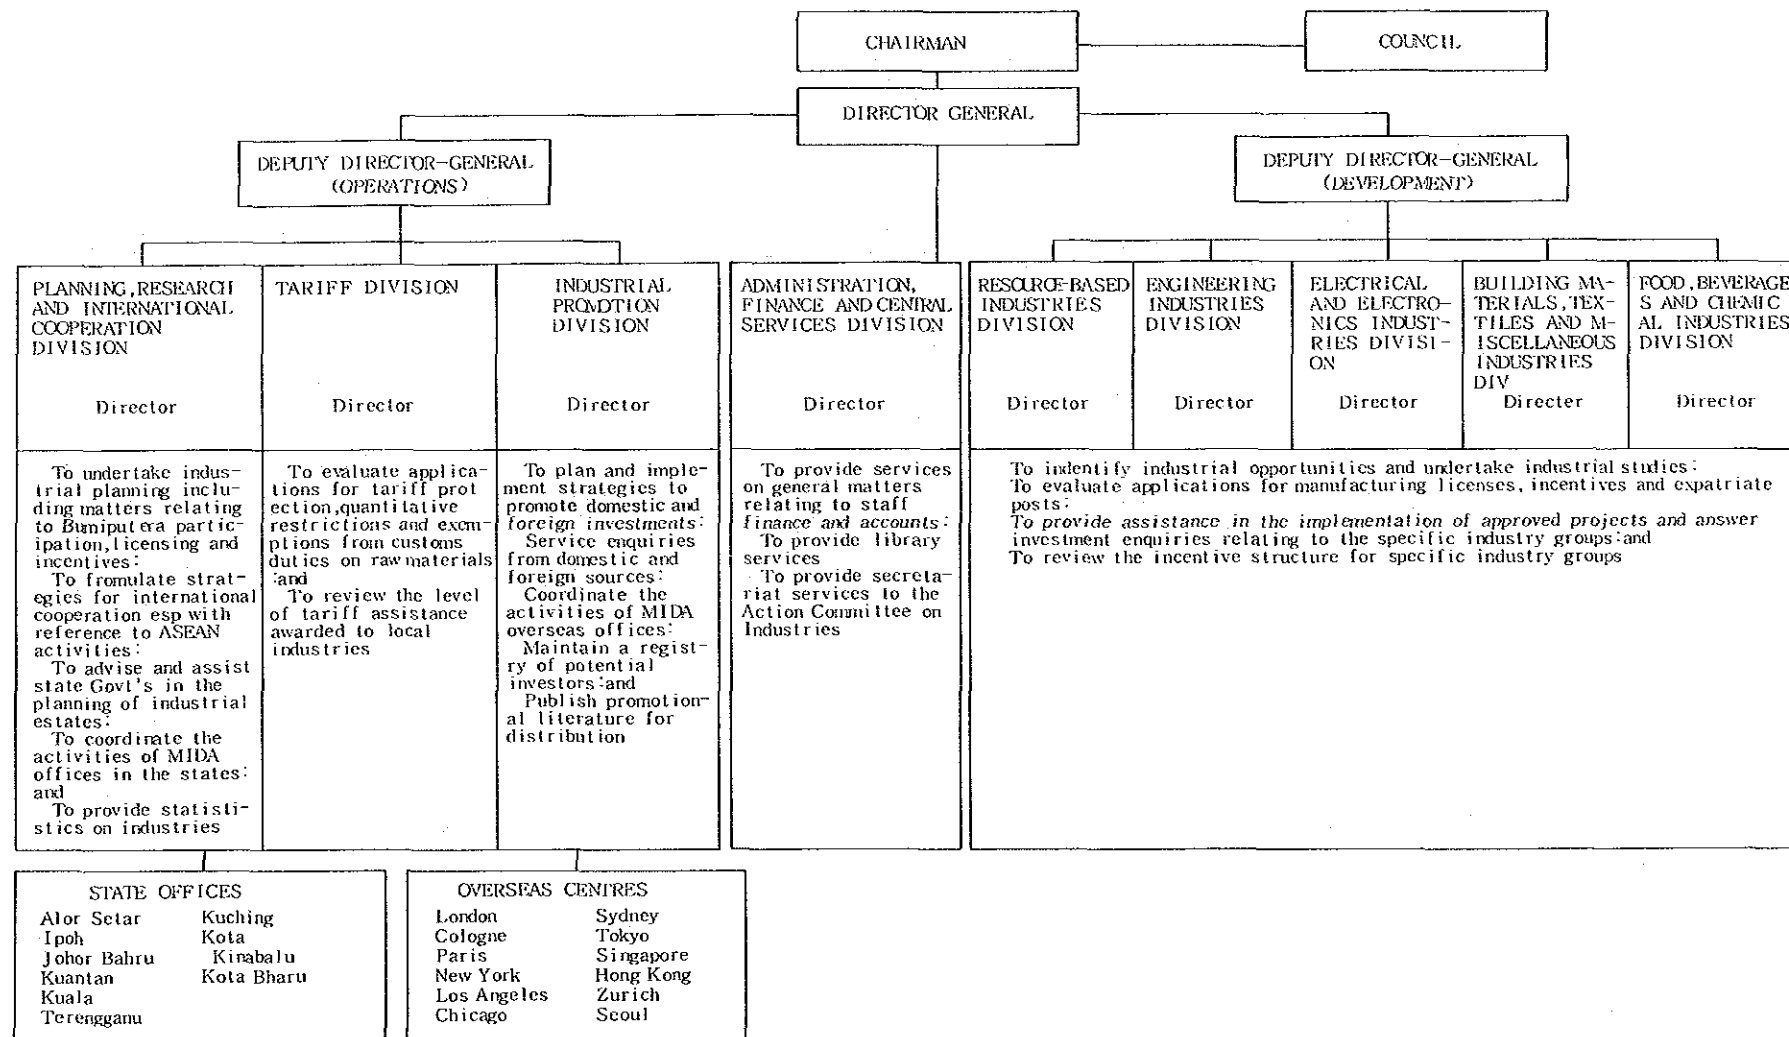 CHAIRMAN
COUNCIL
DIRECTOR GENERAL
DEPUTY DIRECTOR-GENERAL
(OPERATIONS)
DEPUTY DIRECTOR-GENERAL
(DEVELOPMENT)
PLANNING, RESEARCH
AND INTERNATIONAL
COOPERATION
DIVISION
Director
TARIFF DIVISION
Director
INDUSTRIAL
PROMOTION
DIVISION
Director
ADMINISTRATION,
FINANCE AND CENTRAL
SERVICES DIVISION
Director
RESOURCE-BASED
INDUSTRIES
DIVISION
Director
ENGINEERING
INDUSTRIES
DIVISION
Director
ELECTRICAL
AND ELECTRO-
NICS INDUST-
RIES DIVISI-
ON
Director
BUILDING MA-
TERIALS, TEX-
TILES AND M-
ISCELLANEOUS
INDUSTRIES
DIV
Directer
FOOD, BEVERAGE
S AND CHEMIC
AL INDUSTRIES
DIVISION
Director
To undertake indus-
trial planning inclu-
ding matters relating
to Bumiputera partic-
ipation, licensing and
incentives:
To fromulate strat-
egies for international
cooperation esp with
reference to ASEAN
activities:
To advise and assist
state Govt's in the
planning of industrial
estates:
To coordinate the
activities of MIDA
offices in the states:
and
To provide statisti-
stics on industries
To evaluate applica-
tions for tariff prot
ection, quantitative
restrictions and exem-
ptions from customs
duties on raw materials
:and
To review the level
of tariff assistance
awarded to local
industries
To plan and imple-
ment strategies to
promote domestic and
foreign investments:
Service enquiries
from domestic and
foreign sources:
Coordinate the
activities of MIDA
overseas offices:
Maintain a regist-
ry of potential
investors:and
Publish promotion-
al literature for
distribution
To provide services
on general matters
relating to staff
finance and accounts:
To provide library
services
To provide secreta-
riat services to the
Action Committee on
Industries
To indentify industrial opportunities and undertake industrial studies:
To evaluate applications for manufacturing licenses, incentives and expatriate
posts:
To provide assistance in the implementation of approved projects and answer
investment enquiries relating to the specific industry groups:and
To review the incentive structure for specific industry groups
STATE OFFICES
Alor Setar Kuching
Ipoh Kota
Johor Bahru Kinabalu
Kuantan Kota Bharu
Kuala
Terengganu
OVERSEAS CENTRES
London Sydney
Cologne Tokyo
Paris Singapore
New York Hong Kong
Los Angeles Zurich
Chicago Seoul